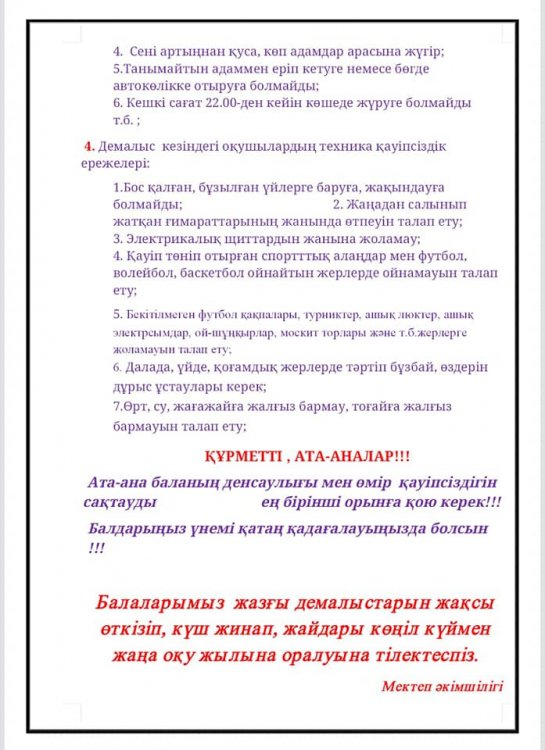 4.  Сені артыңнан қуса, көп адамдар арасына жүгір;
5.Танымайтын адаммен еріп кетуге немесе бөгде
автокөлікке отыруға болмайды;
6. Кешкі сағат 22.00-ден кейін көшеде жүруге болмайды
т.б. ;
4. Демалыс  кезіндегі оқушылардың техника қауіпсіздік
ережелері:
1.Бос қалған, бұзылған үйлерге баруға, жақындауға
болмайды; 2. Жаңадан салынып
жатқан ғимараттарының жанында өтпеуін талап ету;
3. Электрикалық щиттардын жанына жоламау;
4. Қауіп төніп отырған спортттық алаңдар мен футбол,
волейбол, баскетбол ойнайтын жерлерде ойнамауын талап
ету;
5. Бекітілмеген футбол қақпалары, турниктер, ашық люктер, ашық
электрсымдар, ой-шұңқырлар, москит торлары және т.б.жерлерге
жоламауын талап ету;
6. Далада, үйде, қоғамдық жерлерде тәртіп бұзбай, өздерін
дұрыс ұстаулары керек;
7.Өрт, су, жағажайға жалғыз бармау, тоғайға жалғыз
бармауын талап ету;
ҚҰРМЕТТІ , АТА-АНАЛАР!!!
Ата-ана баланың денсаулығы мен өмір  қауіпсіздігін
сақтауды ең бірінші орынға қою керек!!!
Балдарыңыз үнемі қатаң қадағалауыңызда болсын
!!!
Балаларымыз  жазғы демалыстарын жақсы
өткізіп, күш жинап, жайдары көңіл күймен
жаңа оқу жылына оралуына тілектеспіз.
Мектеп әкімшілігі